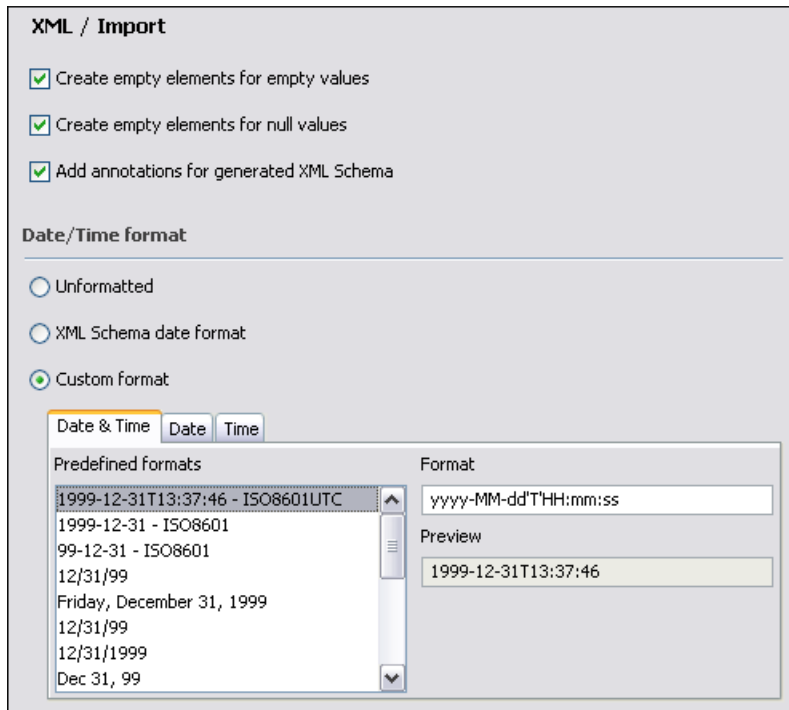 XML / Import
Create empty elements for empty values
Create empty elements for null values
Add annotations for generated XML Schema
Date/Time format
Unformatted
XML Schema date format
Custom format
Date & Time Date Time
Predefined formats
1999-12-31T13:37:46 - ISO8601UTC
1999-12-31 - ISO8601
99-12-31 - ISO8601
12/31/99
Friday, December 31, 1999
12/31/99
12/31/1999
Dec 31, 99
Format
yyyy-MM-dd'T'HH:mm:ss
Preview
1999-12-31T13:37:46